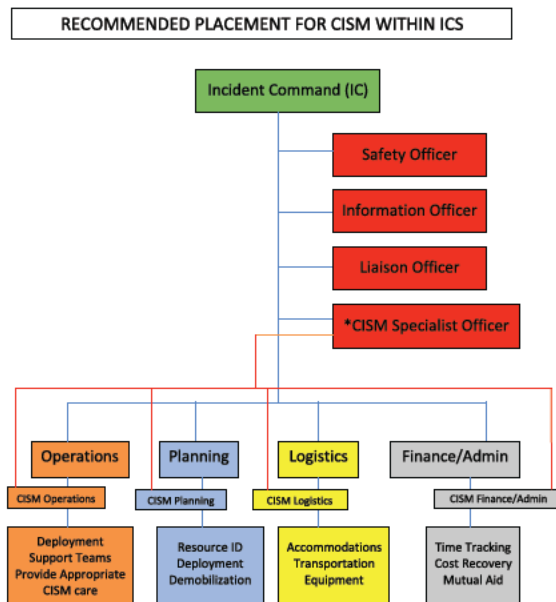 RECOMMENDED PLACEMENT FOR CISM WITHIN ICS
Incident Command (IC)
Safety Officer
Information Officer
Liaison Officer
*CISM Specialist Officer
Operations
Planning
Logistics
Finance/Admin
CISM Operations
CISM Planning
CISM Logistics
CISM Finance/Admin
Deployment
Support Teams
Provide Appropriate
CISM care
Resource ID
Deployment
Demobilization
Accommodations
Transportation
Equipment
Time Tracking
Cost Recovery
Mutual Aid